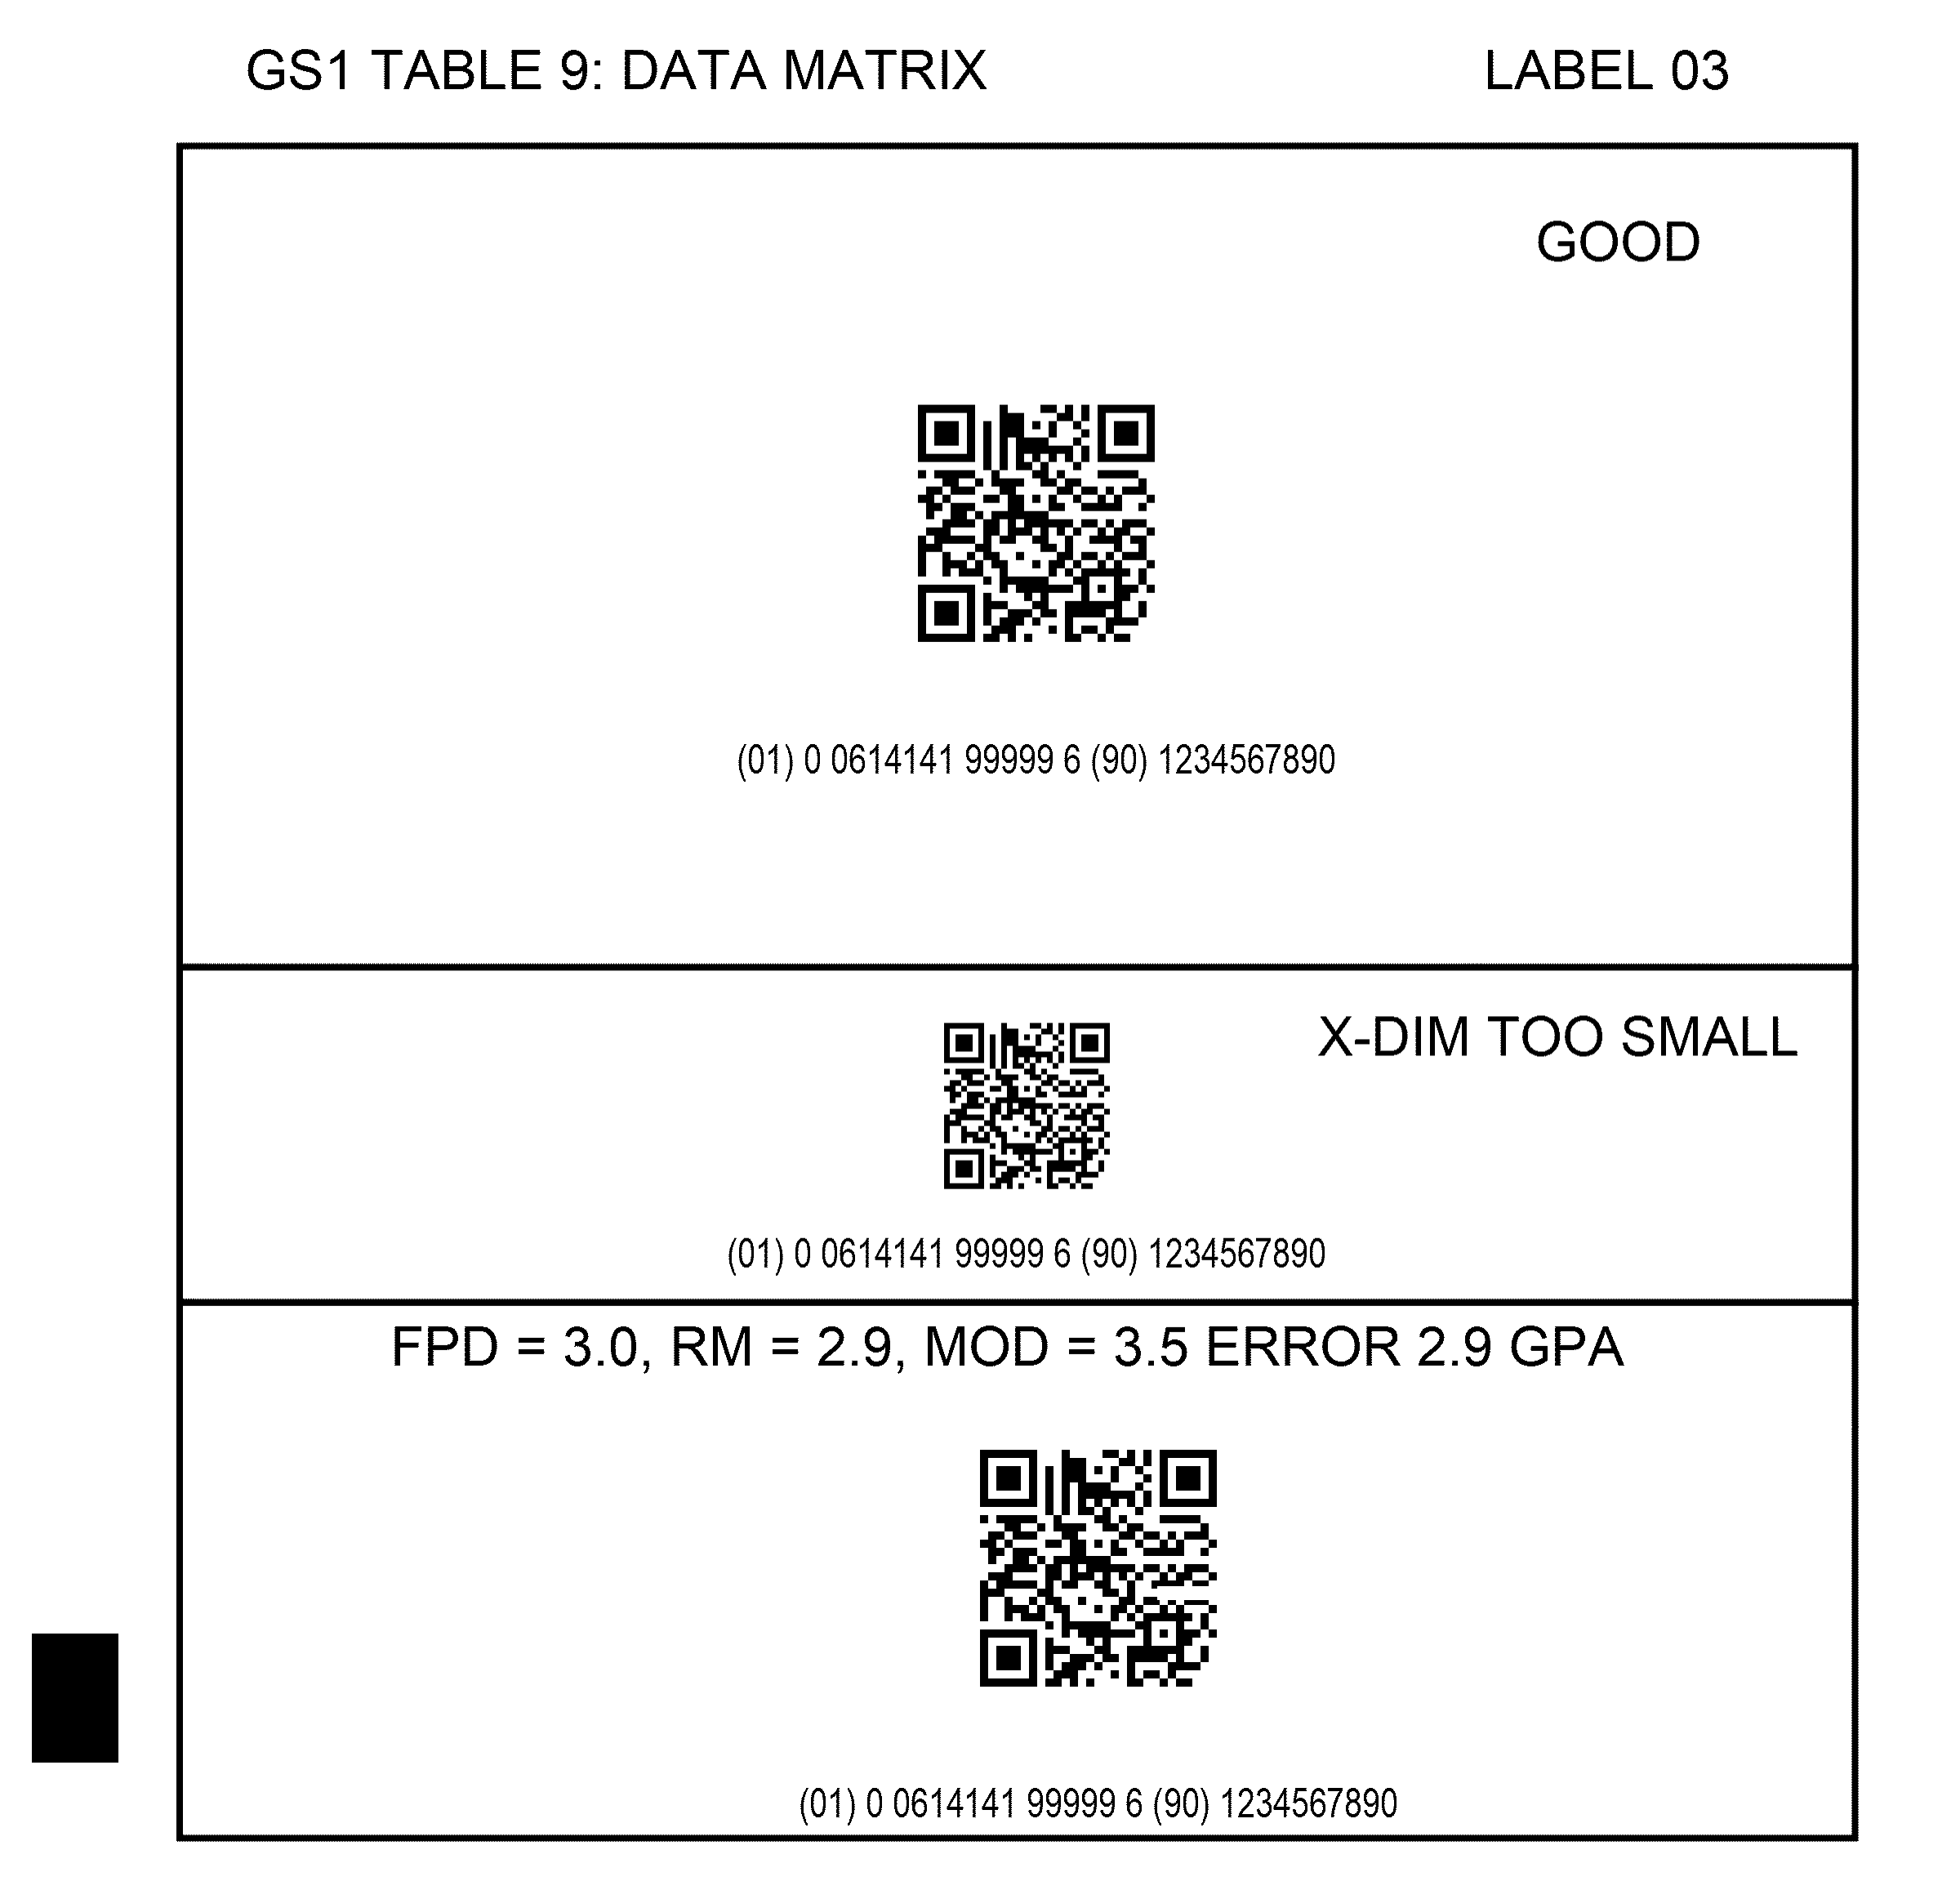 GS1 TABLE 9: DATA MATRIX
LABEL 03
GOOD
(01) 0 0614141 99999 6 (90) 1234567890
X-DIM TOO SMALL
(01) 0 0614141 99999 6 (90) 1234567890
FPD = 3.0, RM = 2.9, MOD = 3.5 ERROR 2.9 GPA
(01) 0 0614141 99999 6 (90) 1234567890